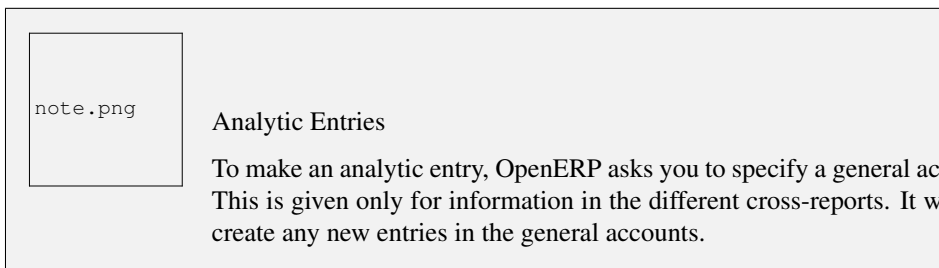 note.png
Analytic Entries
To make an analytic entry, OpenERP asks you to specify a general
This is given only for information in the different cross-reports. It
create any new entries in the general accounts.